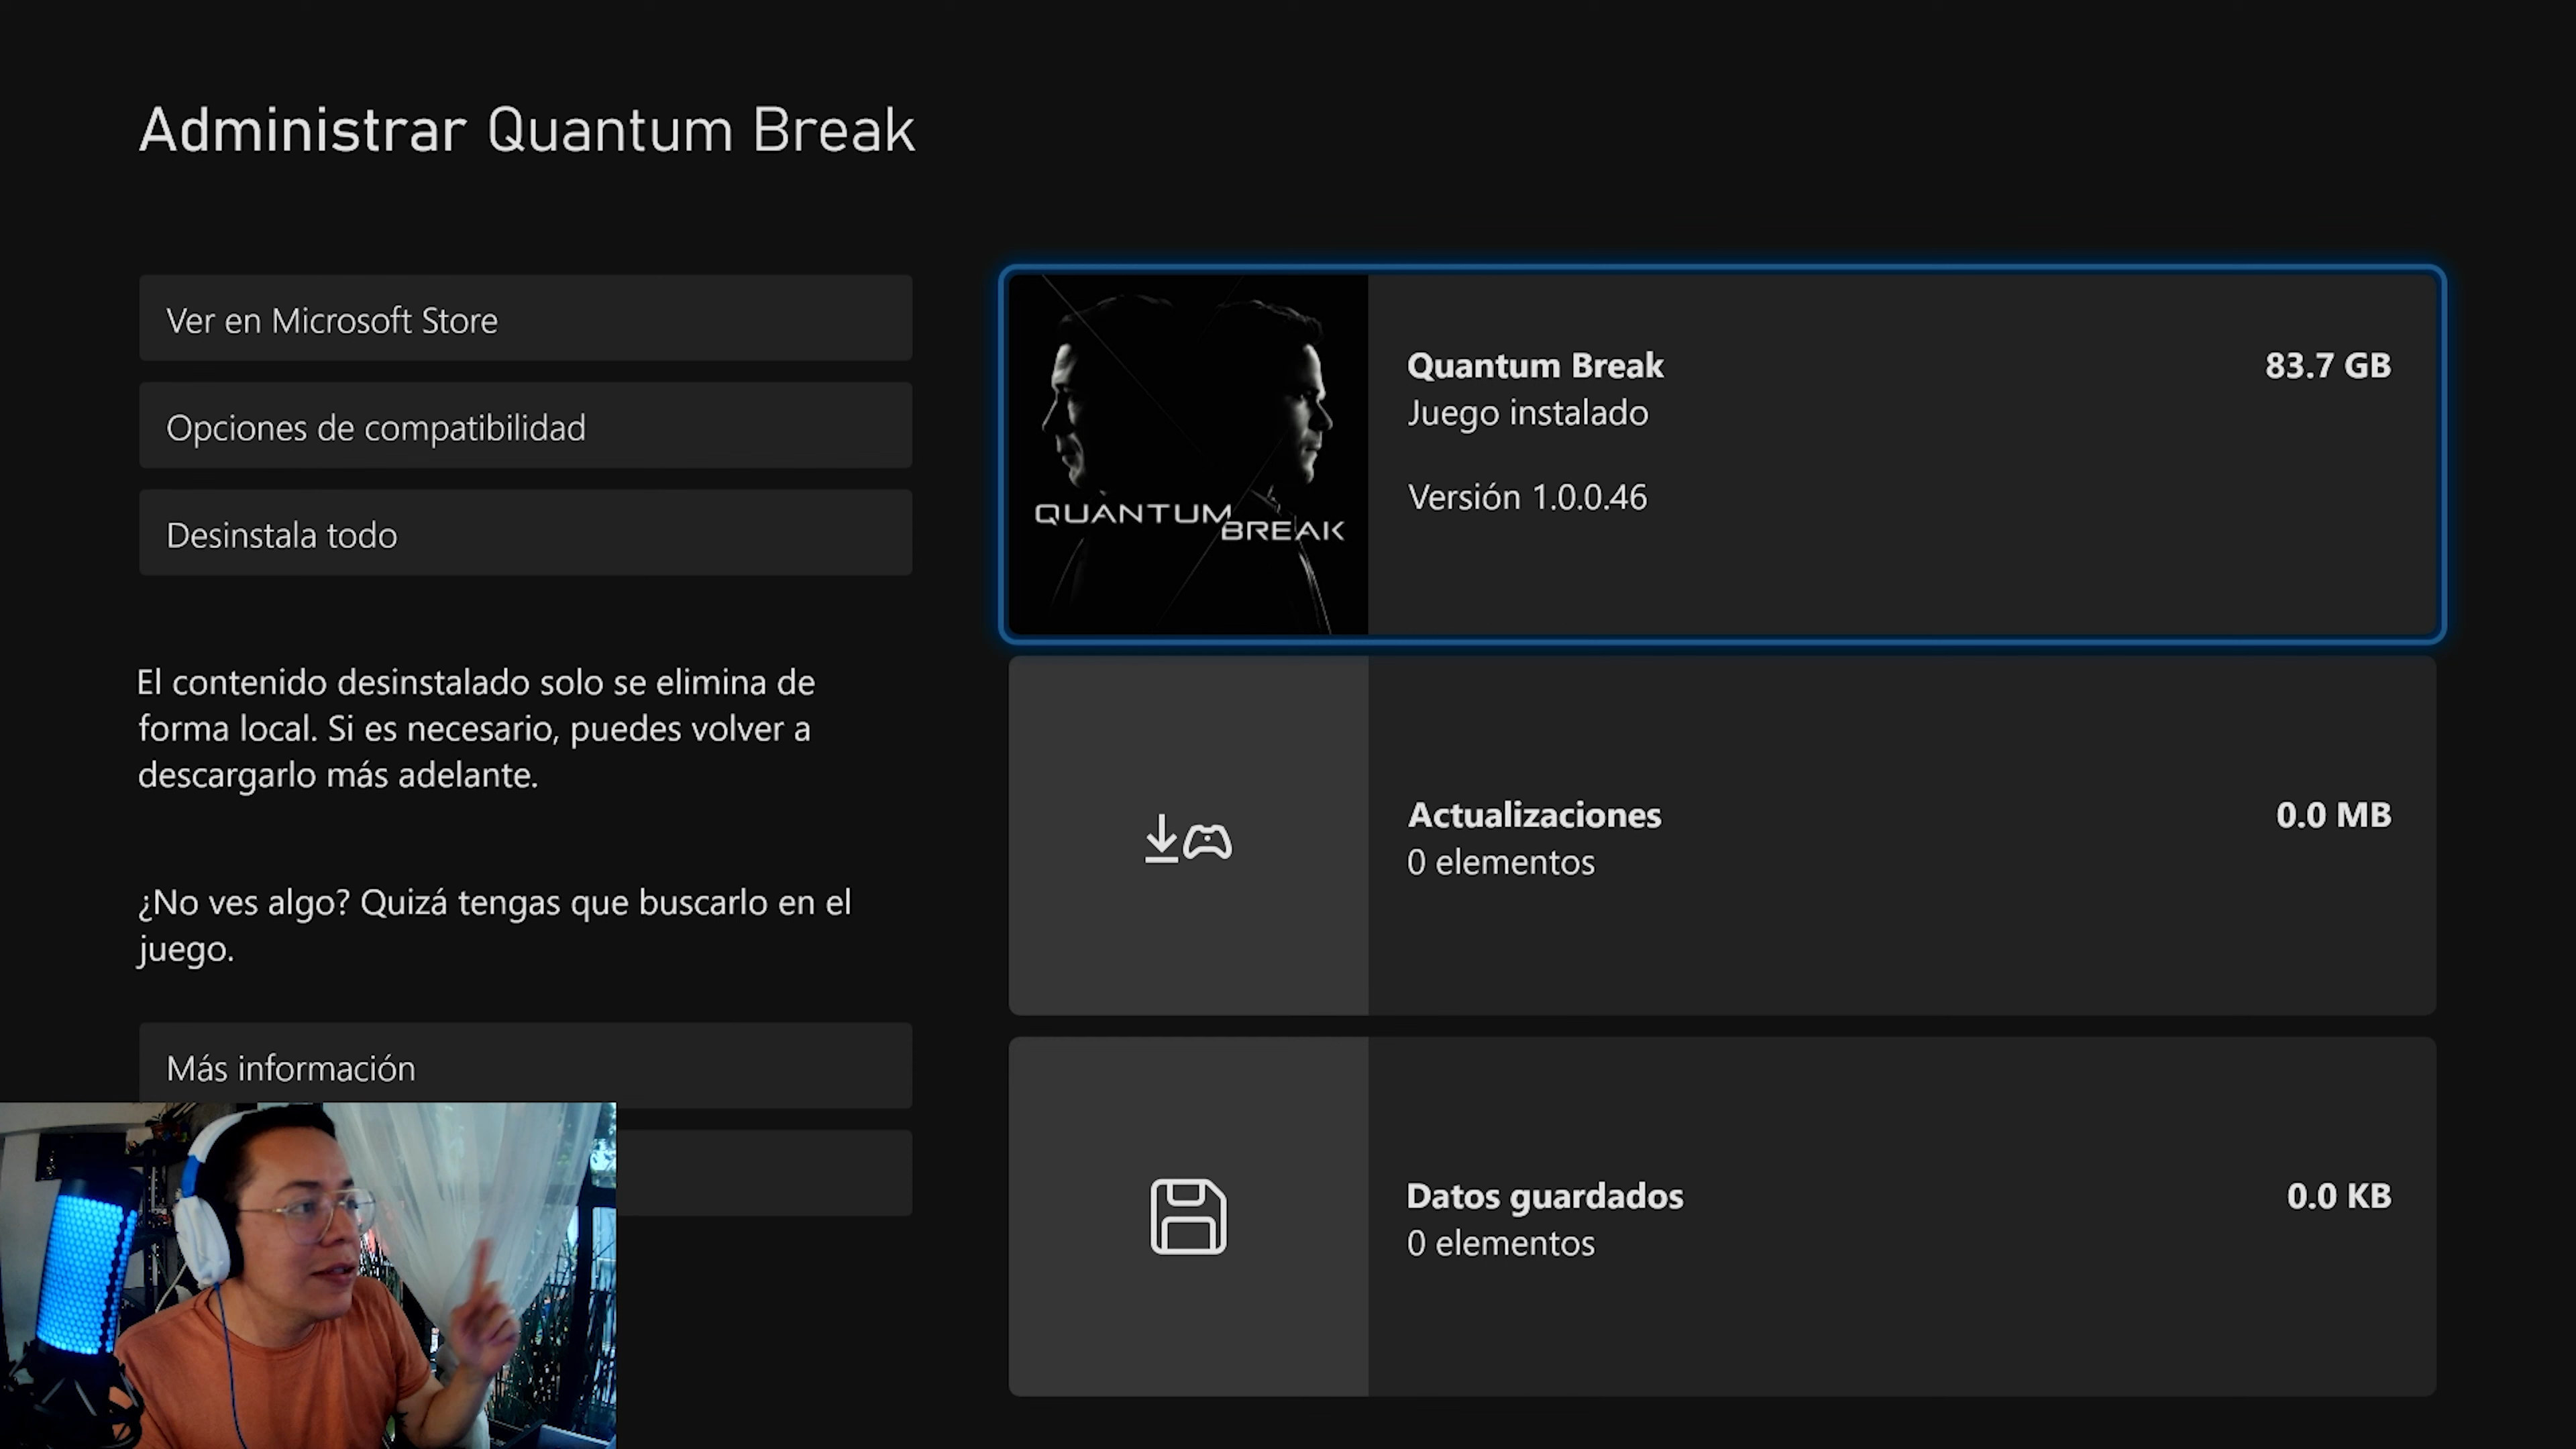 Administrar Quantum Break
Ver en Microsoft Store
Opciones de compatibilidad
Desinstala todo
El contenido desinstalado solo se elimina de
forma local. Si es necesario, puedes volver a
descargarlo más adelante.
¿No ves algo? Quizá tengas que buscarlo en el
juego.
Más información
QUANTUM
BREAK
Quantum Break
83.7 GB
Juego instalado
Versión 1.0.0.46
Actualizaciones
0.0 MB
0 elementos
Datos guardados
0.0 KB
0 elementos